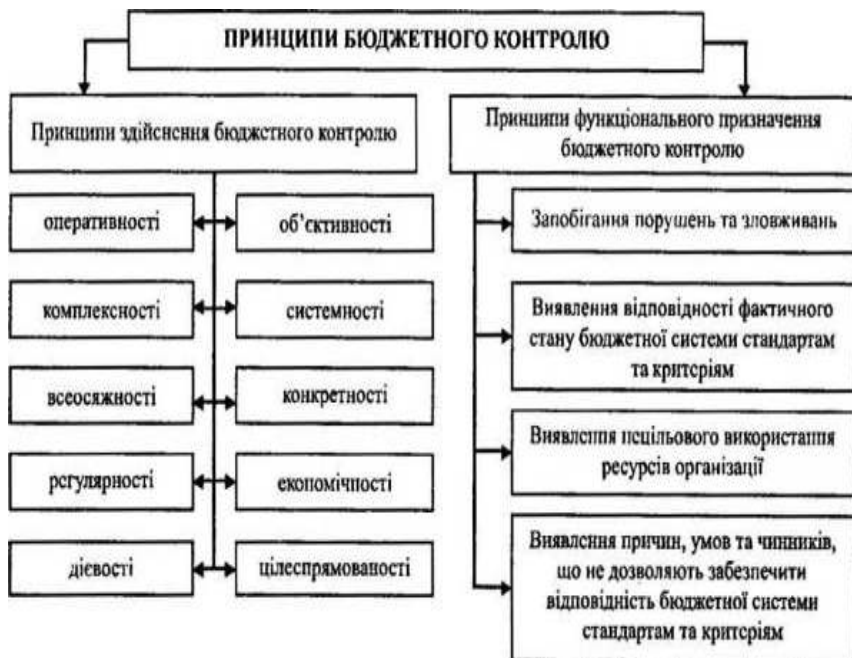 ПРИНЦИПИ БЮДЖЕТНОГО КОНТРОЛЮ
Принципи здійснення бюджетного контролю
оперативності
об’єктивності
комплексності
системності
всеосяжності
конкретності
регулярності
економічності
дієвості
цілеспрямованості
Принципи функціонального призначення
бюджетного контролю
Запобігання порушень та зловживань
Виявлення відповідності фактичного
стану бюджетної системи стандартам
та критеріям
Виявлення нецільового використання
ресурсів організації
Виявлення причин, умов та чинників,
що не дозволяють забезпечити
відповідність бюджетної системи
стандартам та критеріям